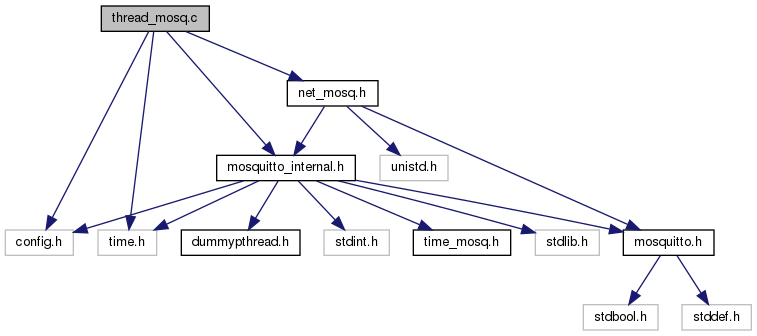 thread_mosq.c
net_mosq.h
mosquitto_internal.h
unistd.h
config.h
time.h
dummypthread.h
stdint.h
time_mosq.h
stdlib.h
mosquitto.h
stdbool.h
stddef.h